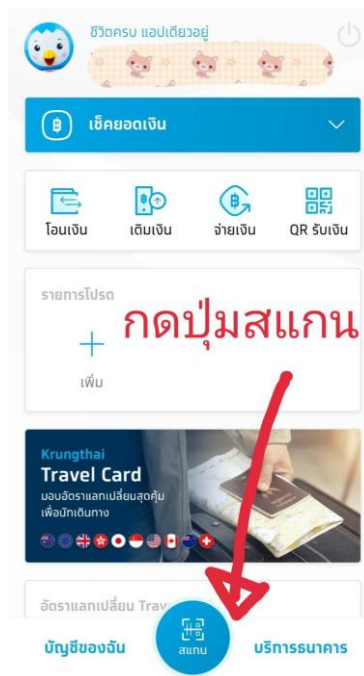 ชีวิตครบ แอปเดียวอยู่
เช็คยอดเงิน
โอนเงิน
เติมเงิน
จ่ายเงิน
QR รับเงิน
รายการโปรด
กดปุ่มสแกน
เพิ่ม
Krungthai
Travel Card
มอบอัตราแลกเปลี่ยนสุดคุ้ม
เพื่อนักเดินทาง
อัตราแลกเปลี่ยน Trav
บัญชีของฉัน
สแกน
บริการธนาคาร